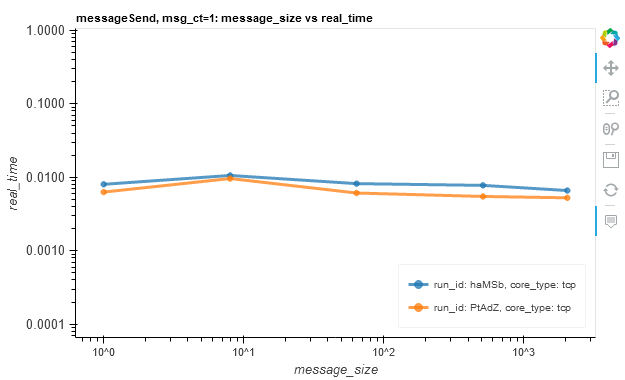 messageSend, msg_ct=1: message_size vs real_time
1.0000
0.1000
0.0100
0.0010
0.0001
real_time
10^0
10^1
10^2
10^3
message_size
run_id: haMSb, core_type: tcp
run_id: PtAdZ, core_type: tcp